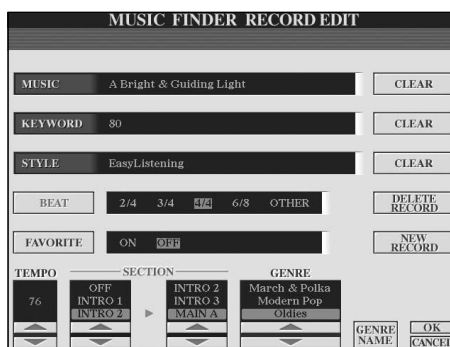 MUSIC FINDER RECORD EDIT
MUSIC A Bright & Guiding Light CLEAR
KEYWORD 80 CLEAR
STYLE EasyListening CLEAR
BEAT 2/4 3/4 4/4 6/8 OTHER DELETE RECORD
FAVORITE ON OFF NEW RECORD
TEMPO SECTION GENRE
OFF INTRO 2 March & Polka
76 INTRO 1 INTRO 3 Modern Pop
INTRO 2 MAIN A Oldies
GENRE NAME OK
CANCEL